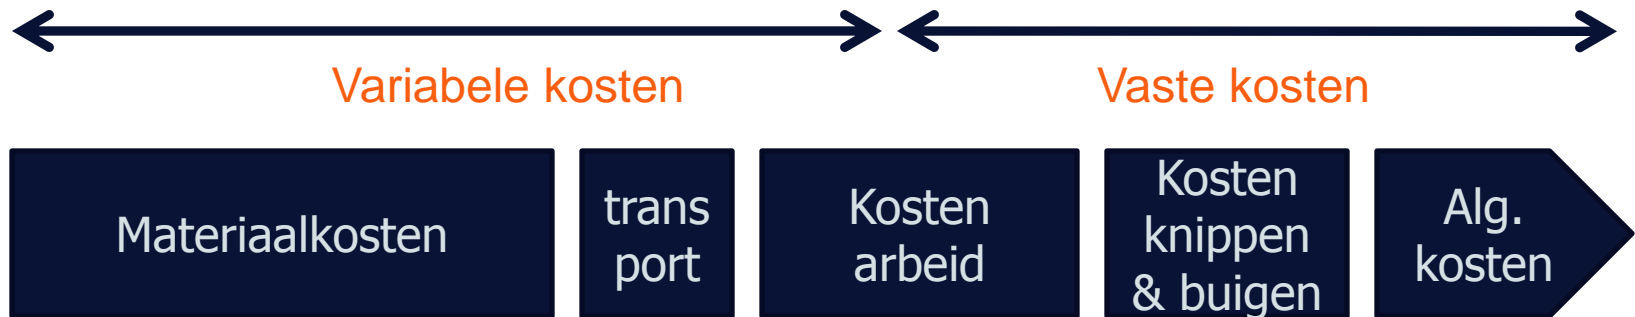 Variabele kosten
Vaste kosten
Materiaalkosten
trans
port
Kosten
arbeid
Kosten
knippen
& buigen
Alg.
kosten